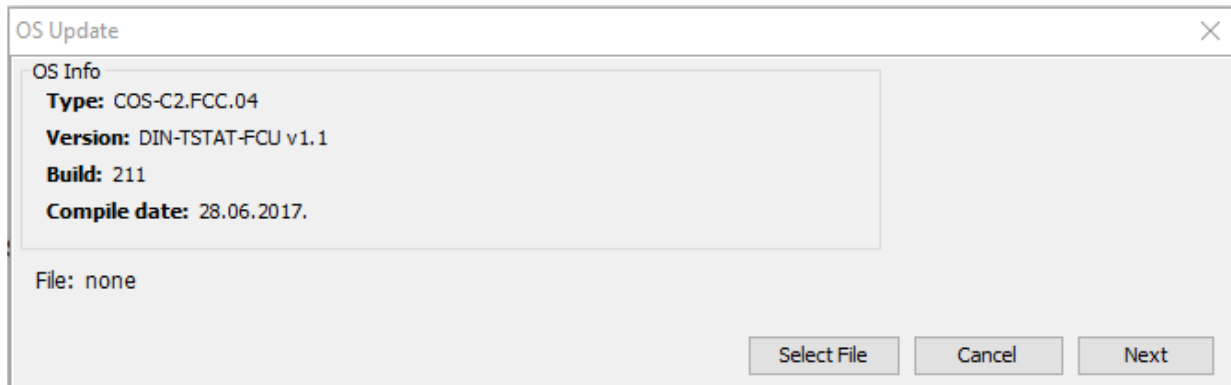 OS Update
OS Info
Type: COS-C2.FCC.04
Version: DIN-TSTAT-FCU v1.1
Build: 211
Compile date: 28.06.2017.
File: none
Select File Cancel Next